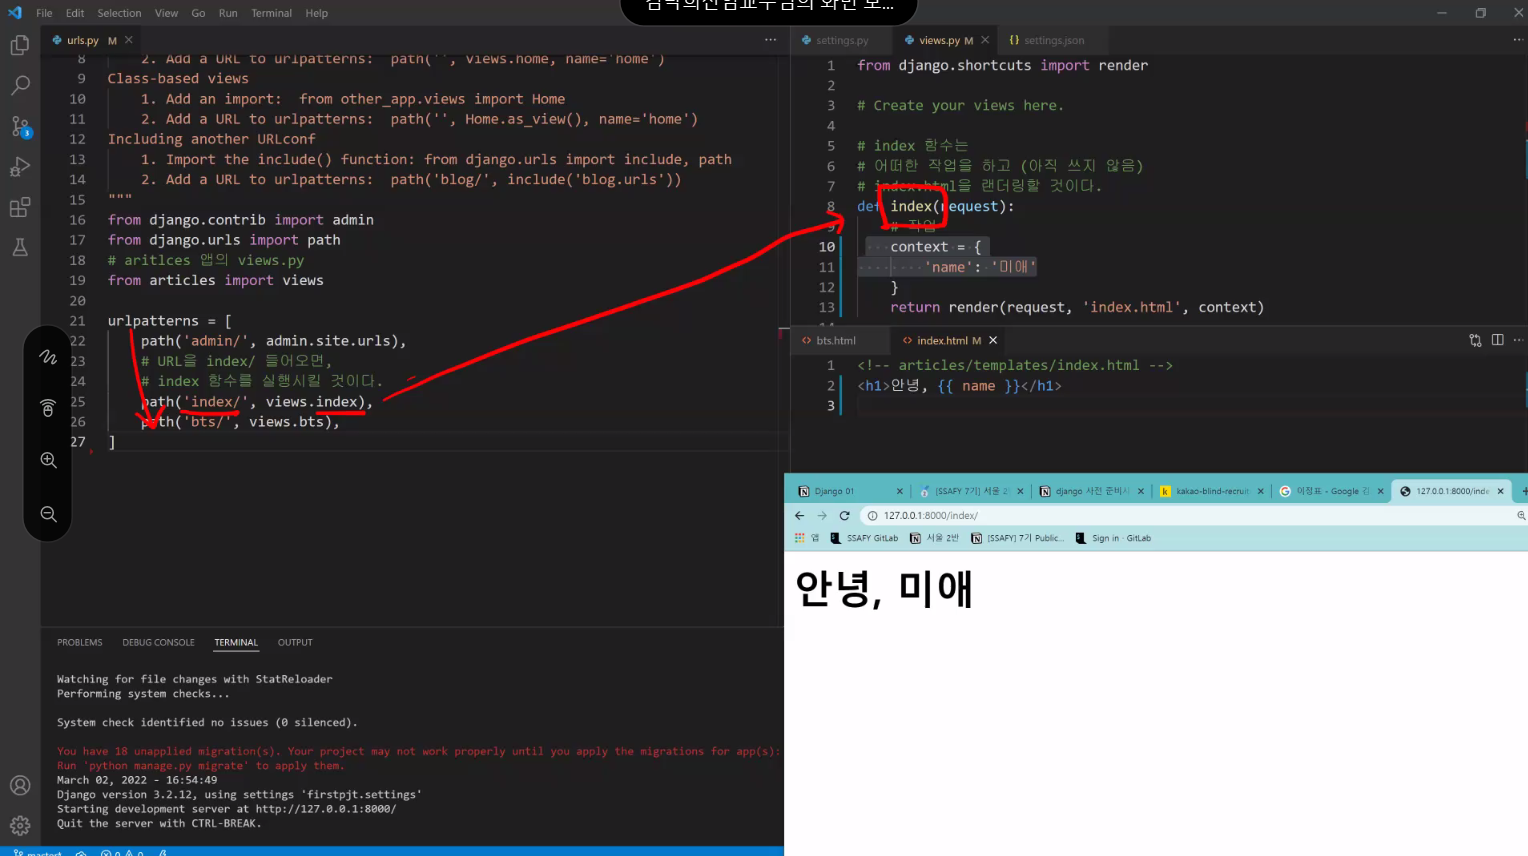 File Edit Selection View Go Run Terminal Help
urls.py M
8 2. Add a URL to urlpatterns:  path('', views.home, name='home')
9 Class-based views
10 1. Add an import:  from other_app.views import Home
11 2. Add a URL to urlpatterns:  path('', Home.as_view(), name='home')
12 Including another URLconf
13 1. Import the include() function: from django.urls import include, path
14 2. Add a URL to urlpatterns:  path('blog/', include('blog.urls'))
15 """
16 from django.contrib import admin
17 from django.urls import path
18 # aritlces 앱의 views.py
19 from articles import views
20
21 urlpatterns = [
22 path('admin/', admin.site.urls),
23 # URL을 index/ 들어오면,
24 # index 함수를 실행시킬 것이다.
25 path('index/', views.index),
26 path('bts/', views.bts),
27 ]
PROBLEMS DEBUG CONSOLE TERMINAL OUTPUT
Watching for file changes with StatReloader
Performing system checks...
System check identified no issues (0 silenced).
You have 18 unapplied migration(s). Your project may not work properly until you apply the migrations for app(s):
Run 'python manage.py migrate' to apply them.
March 02, 2022 - 16:54:49
Django version 3.2.12, using settings 'firstpjt.settings'
Starting development server at http://127.0.0.1:8000/
Quit the server with CTRL-BREAK.
settings.py views.py M settings.json
1 from django.shortcuts import render
2
3 # Create your views here.
4
5 # index 함수는
6 # 어떠한 작업을 하고 (아직 쓰지 않음)
7 # index.html을 랜더링할 것이다.
8 def index(request):
9 # 작업
10 context = {
11 'name': '미애'
12 }
13 return render(request, 'index.html', context)
bts.html index.html M
1 <!-- articles/templates/index.html -->
2 <h1>안녕, {{ name }}</h1>
3
Django 01 [SSAFY 7기] 서울 2 django 사전 준비사 kakao-blind-recruit 이정표 - Google 검 127.0.0.1:8000/inde
127.0.0.1:8000/index/
앱 SSAFY GitLab 서울 2반 [SSAFY] 7기 Public... Sign in · GitLab
안녕, 미애